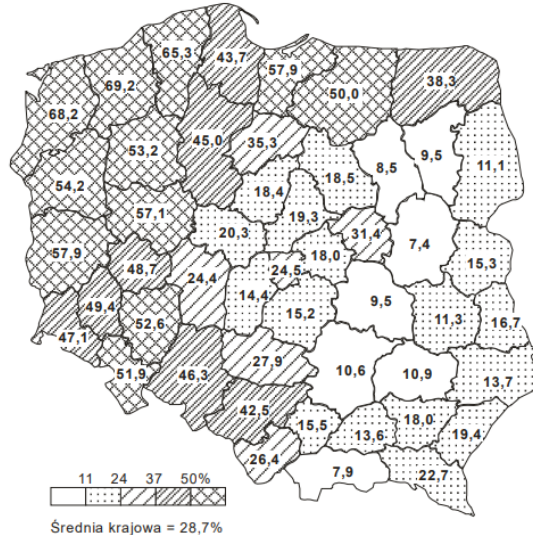 65,3 43,7
69,2 57,9 38,3
68,2 50,0
53,2 45,0 35,3 8,5 9,5 11,1
54,2 18,4 18,5
57,1 19,3
57,9 20,3 31,4 7,4
48,7 24,4 24,5 18,0 15,3
49,4 14,4 15,2 9,5 11,3 16,7
47,1 52,6
51,9 46,3 27,9 10,6 10,9 13,7
42,5 15,5 13,6 18,0 19,4
26,4 7,9 22,7
11 24 37 50%
Średnia krajowa = 28,7%